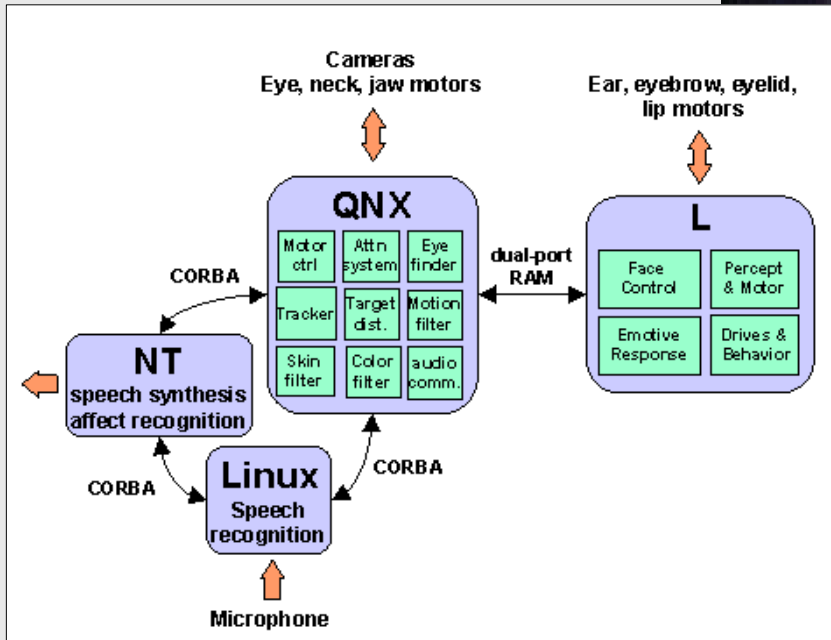 Cameras
Eye, neck, jaw motors
Ear, eyebrow, eyelid,
lip motors
QNX
Motor
ctrl
Attn
system
Eye
finder
Tracker
Target
dist.
Motion
filter
Skin
filter
Color
filter
audio
comm.
dual-port
RAM
L
Face
Control
Percept
& Motor
Emotive
Response
Drives &
Behavior
CORBA
NT
speech synthesis
affect recognition
CORBA
Linux
Speech
recognition
CORBA
Microphone